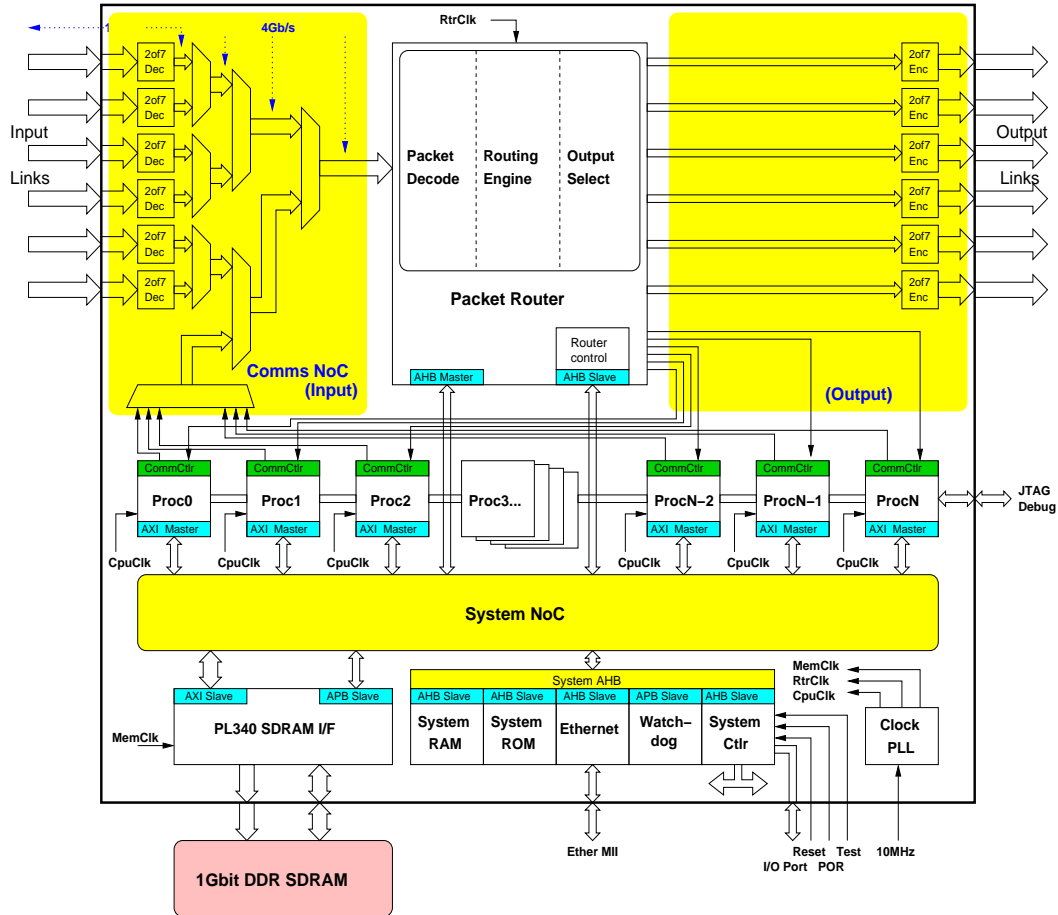 RtrClk
1
4Gb/s
2of7
Dec
2of7
Dec
2of7
Dec
2of7
Dec
2of7
Dec
2of7
Dec
Input
Links
Packet
Decode
Routing
Engine
Output
Select
Packet Router
Router
control
AHB Master
AHB Slave
2of7
Enc
2of7
Enc
2of7
Enc
2of7
Enc
2of7
Enc
2of7
Enc
Output
Links
Comms NoC
(Input)
(Output)
CommCtlr
Proc0
AXI Master
CpuClk
CommCtlr
Proc1
AXI Master
CpuClk
CommCtlr
Proc2
AXI Master
CpuClk
Proc3...
CommCtlr
ProcN–2
AXI Master
CpuClk
CommCtlr
ProcN–1
AXI Master
CpuClk
CommCtlr
ProcN
AXI Master
CpuClk
JTAG
Debug
System NoC
AXI Slave
APB Slave
PL340 SDRAM I/F
MemClk
System AHB
AHB Slave
AHB Slave
AHB Slave
APB Slave
AHB Slave
System
RAM
System
ROM
Ethernet
Watch–
dog
System
Ctlr
MemClk
RtrClk
CpuClk
Clock
PLL
1Gbit DDR SDRAM
Ether MII
Reset
Test
I/O Port
POR
10MHz